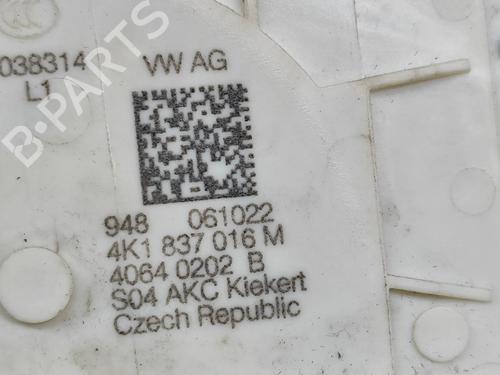 038314 VW AG
L1
B-PARTS
948 061022
4K1 837 016 M
4064 0202 B
S04 AKC Kiekert
Czech Republic